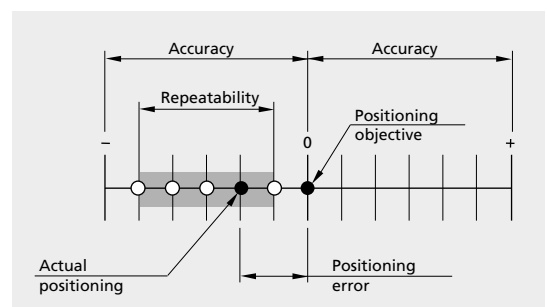 Accuracy
Accuracy
Repeatability
Positioning
objective
–
0
+
Actual
positioning
Positioning
error